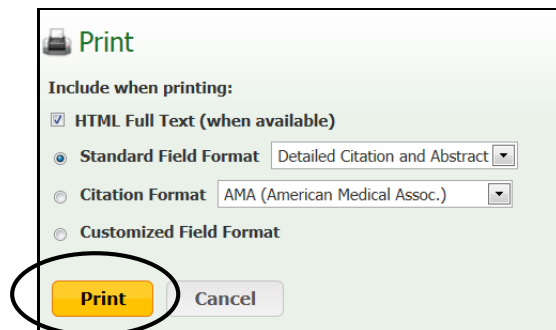 Print
Include when printing:
HTML Full Text (when available)
Standard Field Format Detailed Citation and Abstract
Citation Format AMA (American Medical Assoc.)
Customized Field Format
Print Cancel